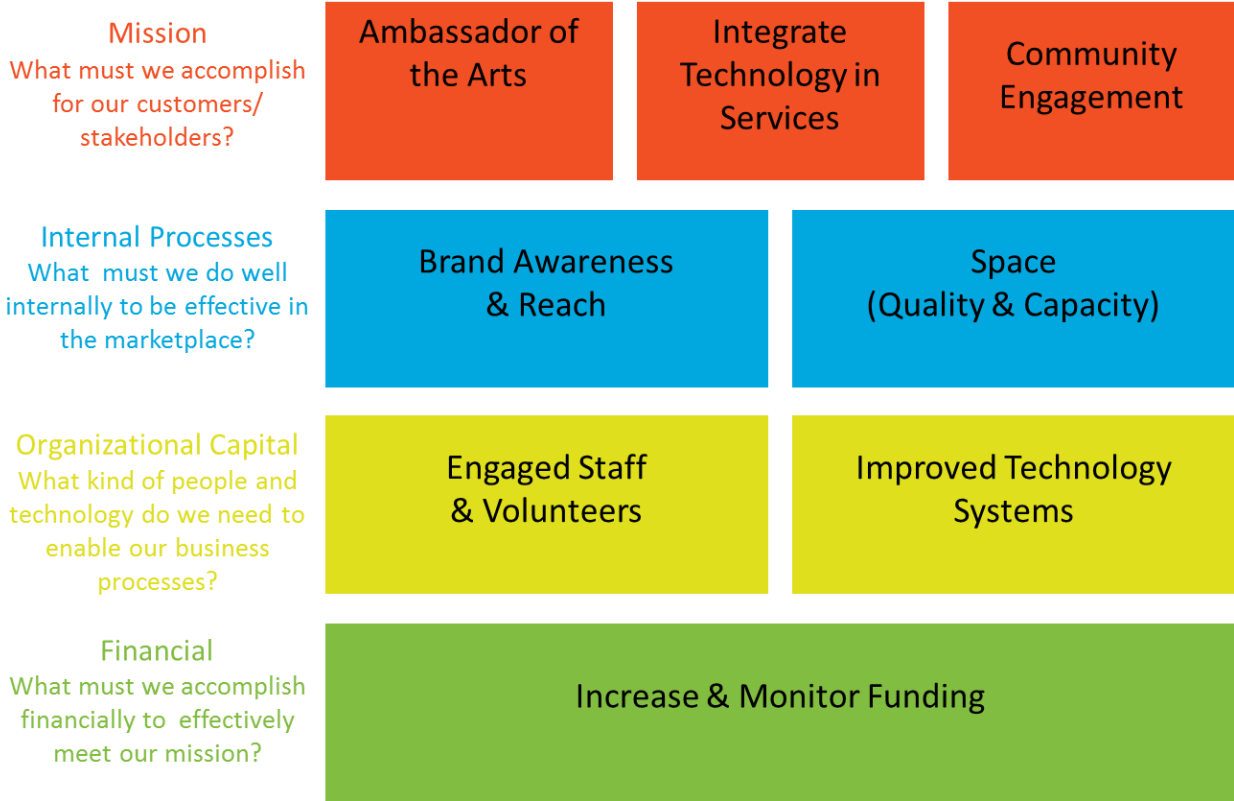 Mission
What must we accomplish
for our customers/
stakeholders?
Ambassador of
the Arts
Integrate
Technology in
Services
Community
Engagement
Internal Processes
What  must we do well
internally to be effective in
the marketplace?
Brand Awareness
& Reach
Space
(Quality & Capacity)
Organizational Capital
What kind of people and
technology do we need to
enable our business
processes?
Engaged Staff
& Volunteers
Improved Technology
Systems
Financial
What must we accomplish
financially to  effectively
meet our mission?
Increase & Monitor Funding